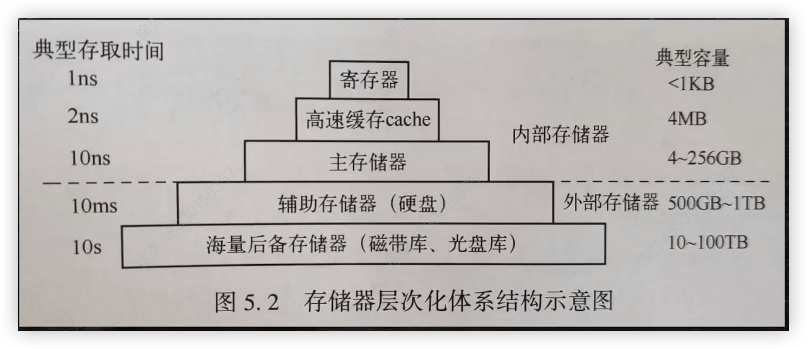 典型存取时间 典型容量
1ns 寄存器 <1KB
2ns 高速缓存cache 4MB
内部存储器
10ns 主存储器 4~256GB
10ms 辅助存储器（硬盘） 外部存储器 500GB~1TB
10s 海量后备存储器（磁带库、光盘库） 10~100TB
图 5.2 存储器层次化体系结构示意图